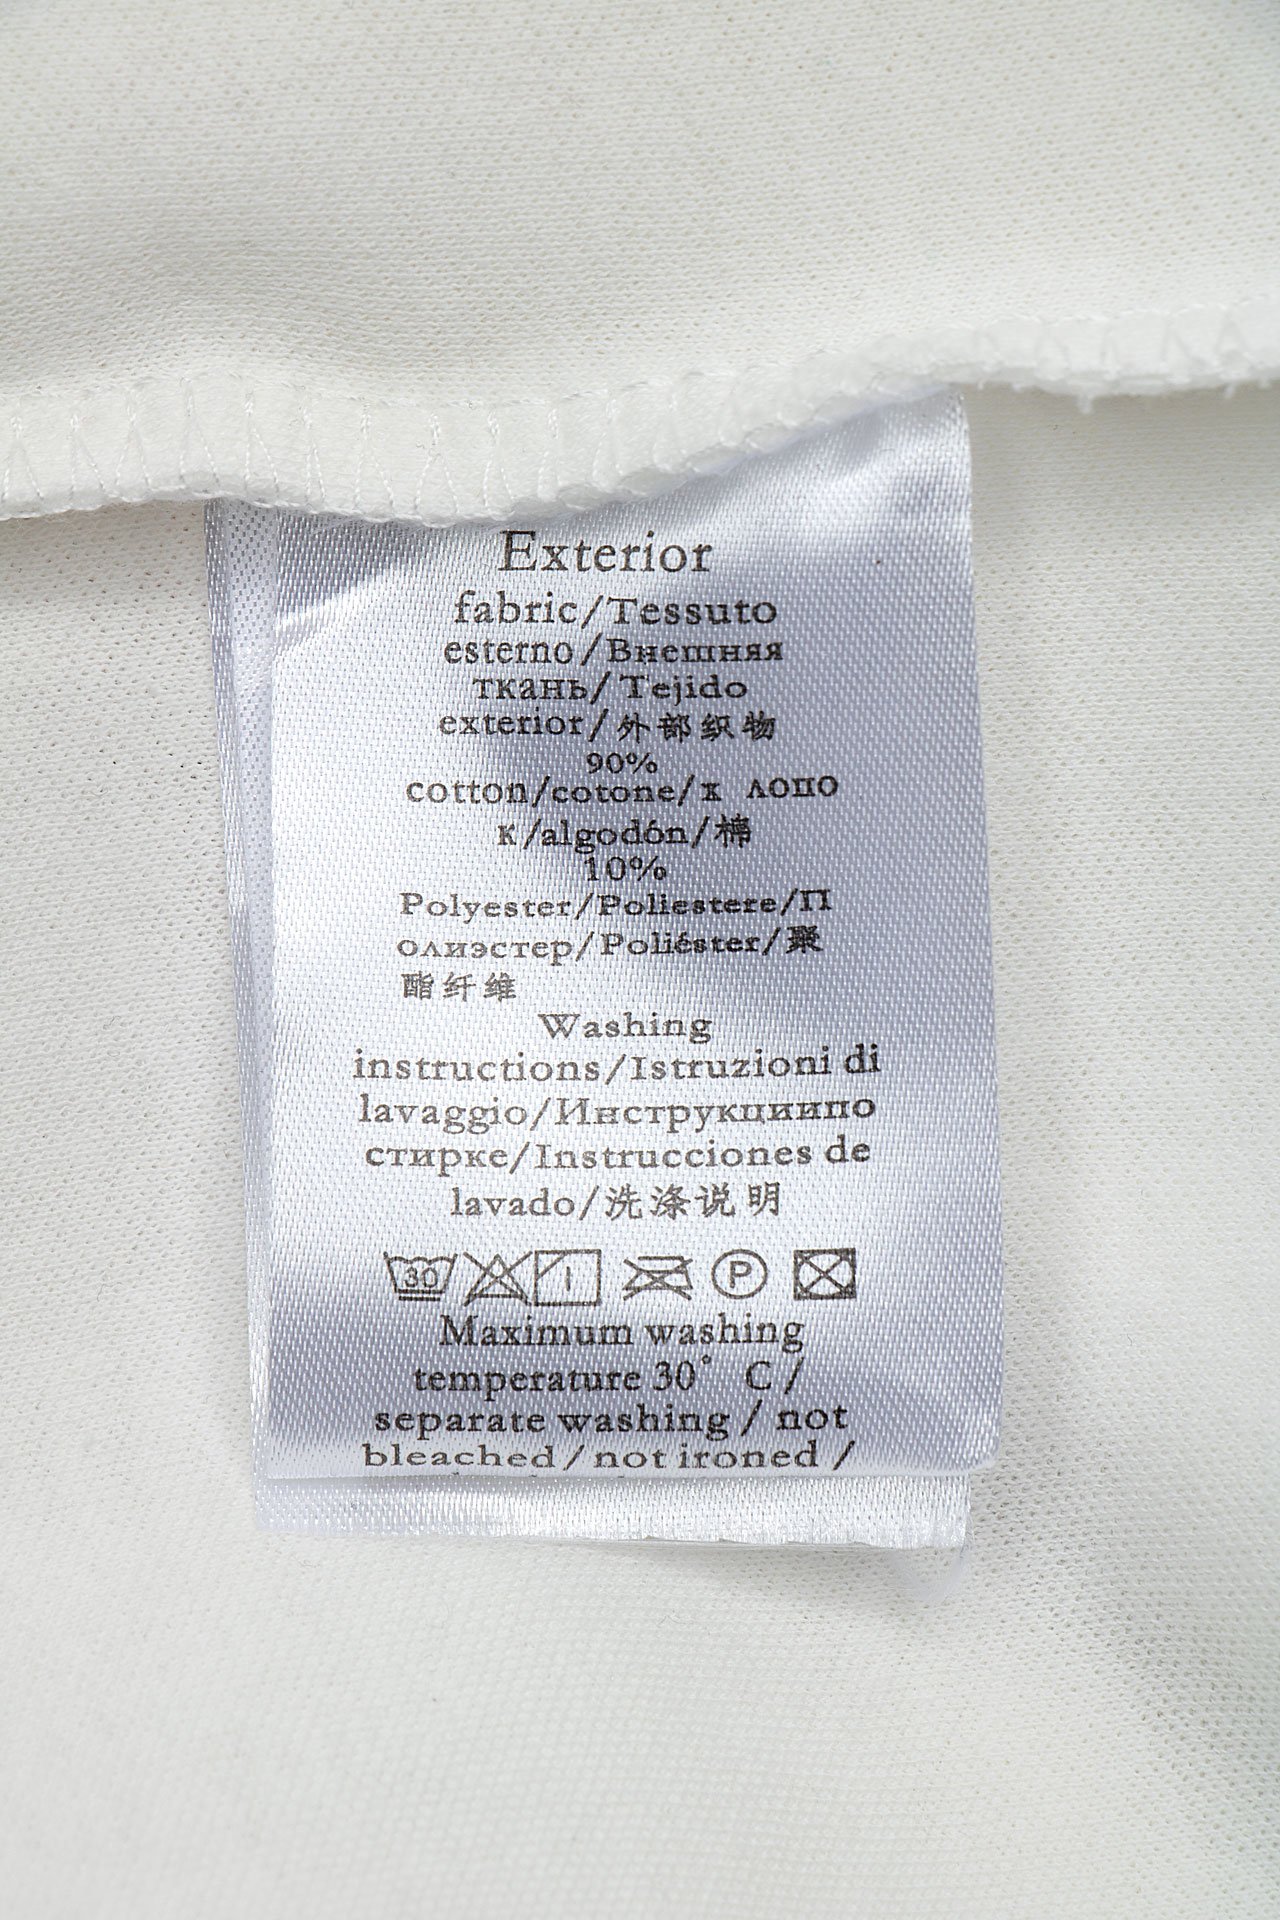 Exterior
fabric/Tessuto
esterno/Внешняя
ткань/Tejido
exterior/外部织物
90%
cotton/cotone/х лопо
к/algodón/棉
10%
Polyester/Poliestere/П
олиэстер/Poliéster/聚
酯纤维
Washing
instructions/Istruzioni di
lavaggio/Инструкциипо
стирке/Instrucciones de
lavado/洗涤说明
30 P
Maximum washing
temperature 30° C /
separate washing / not
bleached / not ironed /